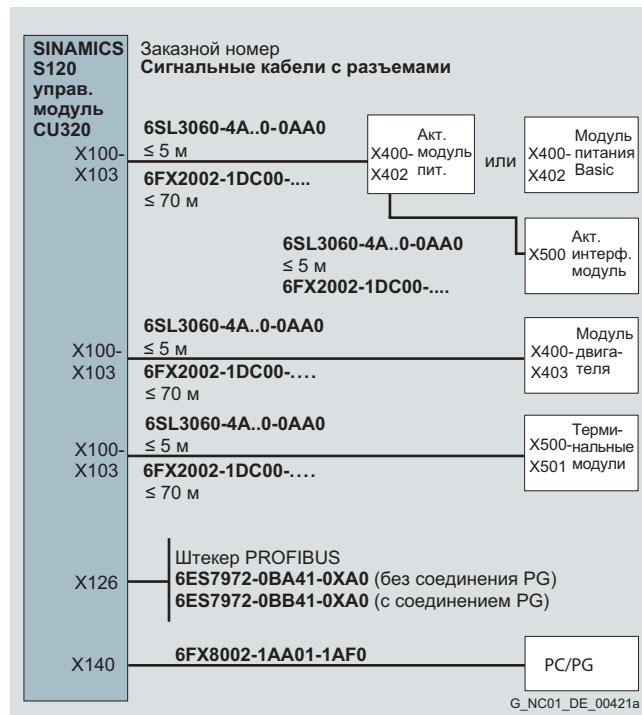 SINAMICS
S120
управ.
модуль
CU320
Заказной номер
Сигнальные кабели с разъемами
X100-
X103
6SL3060-4A..0-0AA0
≤ 5 м
6FX2002-1DC00-....
≤ 70 м
Акт.
X400- модуль
X402 пит.
или
Модуль
X400- питания
X402 Basic
6SL3060-4A..0-0AA0
≤ 5 м
6FX2002-1DC00-....
Акт.
X500 интерф.
модуль
X100-
X103
6SL3060-4A..0-0AA0
≤ 5 м
6FX2002-1DC00-....
≤ 70 м
Модуль
X400- двига-
X403 теля
X100-
X103
6SL3060-4A..0-0AA0
≤ 5 м
6FX2002-1DC00-....
≤ 70 м
Терми-
X500- нальные
X501 модули
X126
Штекер PROFIBUS
6ES7972-0BA41-0XA0 (без соединения PG)
6ES7972-0BB41-0XA0 (с соединением PG)
X140
6FX8002-1AA01-1AF0
PC/PG
G_NC01_DE_00421a